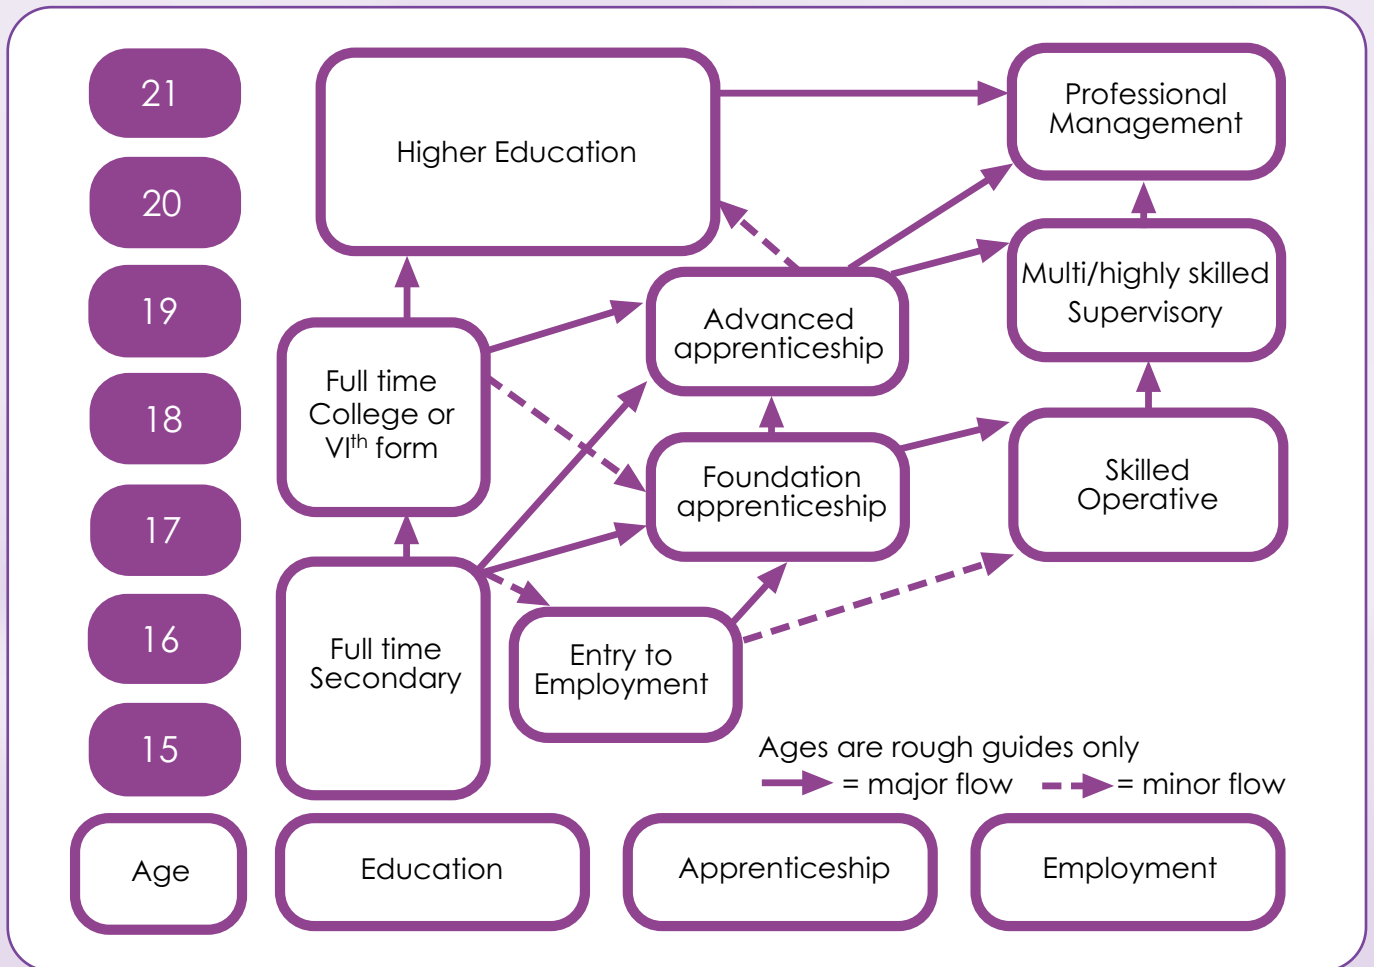 21
20
19
18
17
16
15
Higher Education
Professional
Management
Multi/highly skilled
Supervisory
Advanced
apprenticeship
Full time
College or
VIth form
Foundation
apprenticeship
Skilled
Operative
Full time
Secondary
Entry to
Employment
Ages are rough guides only
= major flow = minor flow
Age
Education
Apprenticeship
Employment